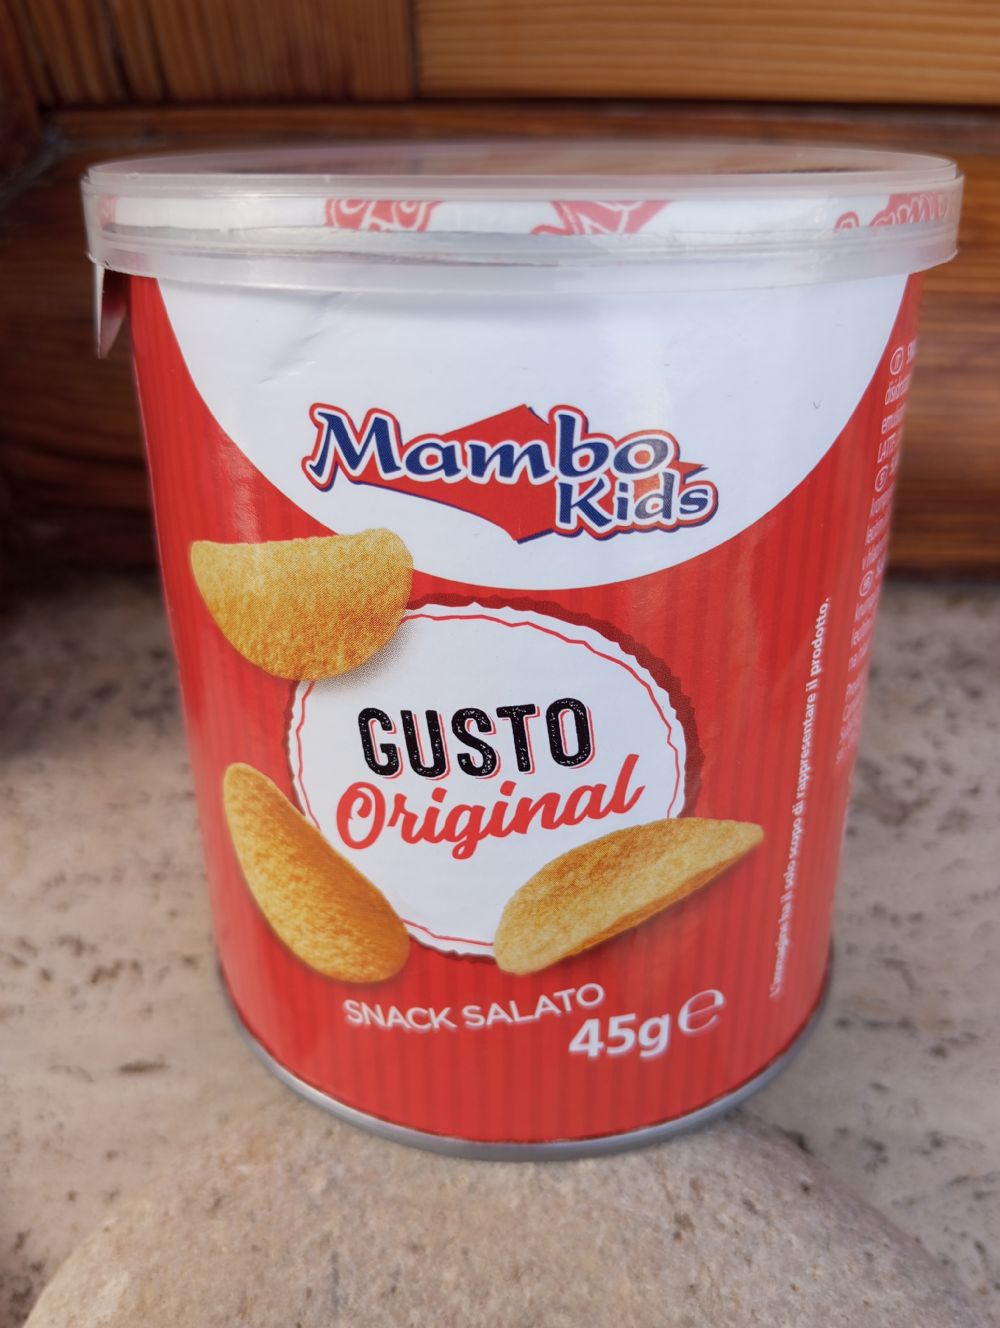 Mambo
Kids
GUSTO
Original
SNACK SALATO
45g ℮
L'immagine ha il solo scopo di rappresentare il prodotto.